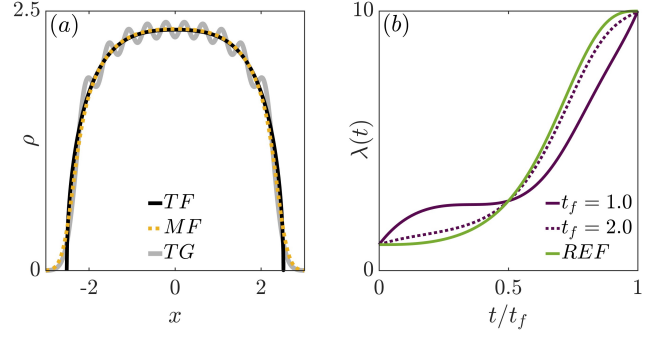 (a)
2.5
ρ
0
TF
MF
TG
-2
0
2
x
(b)
10
λ(t)
0
t_f = 1.0
t_f = 2.0
REF
0
0.5
1
t/t_f